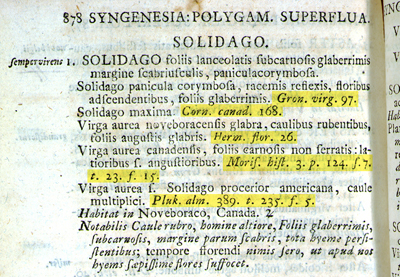 878 SYNGENESIA: POLYGAM. SUPERFLUA.
SOLIDAGO.
sempervirens 1. SOLIDAGO foliis lanceolatis subcarnosis glaberrimis
margine scabriusculis, panicula corymbosa.
Solidago panicula corymbosa, racemis reflexis, floribus
adscendentibus, foliis glaberrimis. Gron. virg. 97.
Solidago maxima Corn. canad. 168.
Virga aurea noveboracensis glabra, caulibus rubentibus,
foliis angustis glabris. Herm. flor. 26.
Virga aurea canadensis, foliis carnosis non serratis: la-
tioribus s. angustioribus. Moris. hist. 3. p. 124. s. 7.
t. 23. f. 15.
Virga aurea s. Solidago procerior americana, caule
multiplici. Pluk. alm. 389. t. 235. f. 5.
Habitat in Noveboraco, Canada. ♃
Notabilis Caule rubro, homine altiore, Foliis glaberrimis,
subcarnosis, margine parum scabris, tota hyeme persi-
stentibus; tempore florendi nimis sero, ut apud nos
hyems sæpissime flores suffocet.